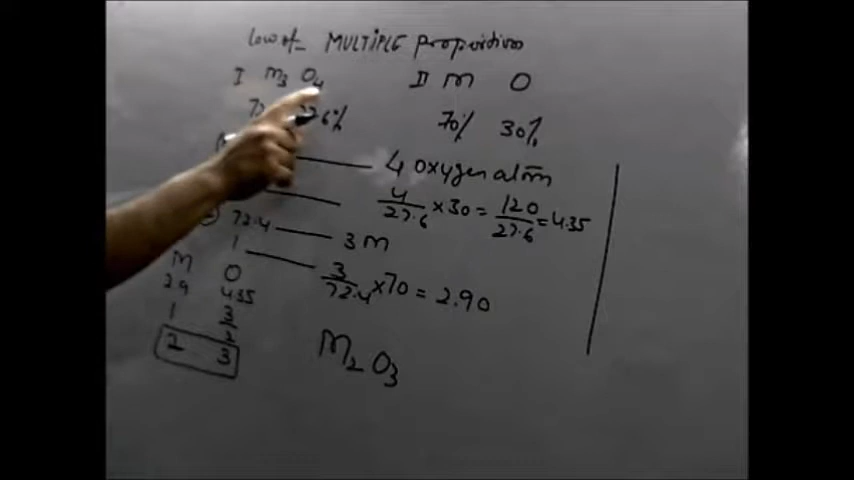 Law of MULTIPLE proportions
I M3 O4 II M O
70% 30%
4 oxygen atom
4/27.6 ×30 = 120/27.6 = 4.35
72.4 3 M
1
3/72.4 ×70 = 2.90
M O
2.9 4.35
1 3/2
2 3
M2 O3